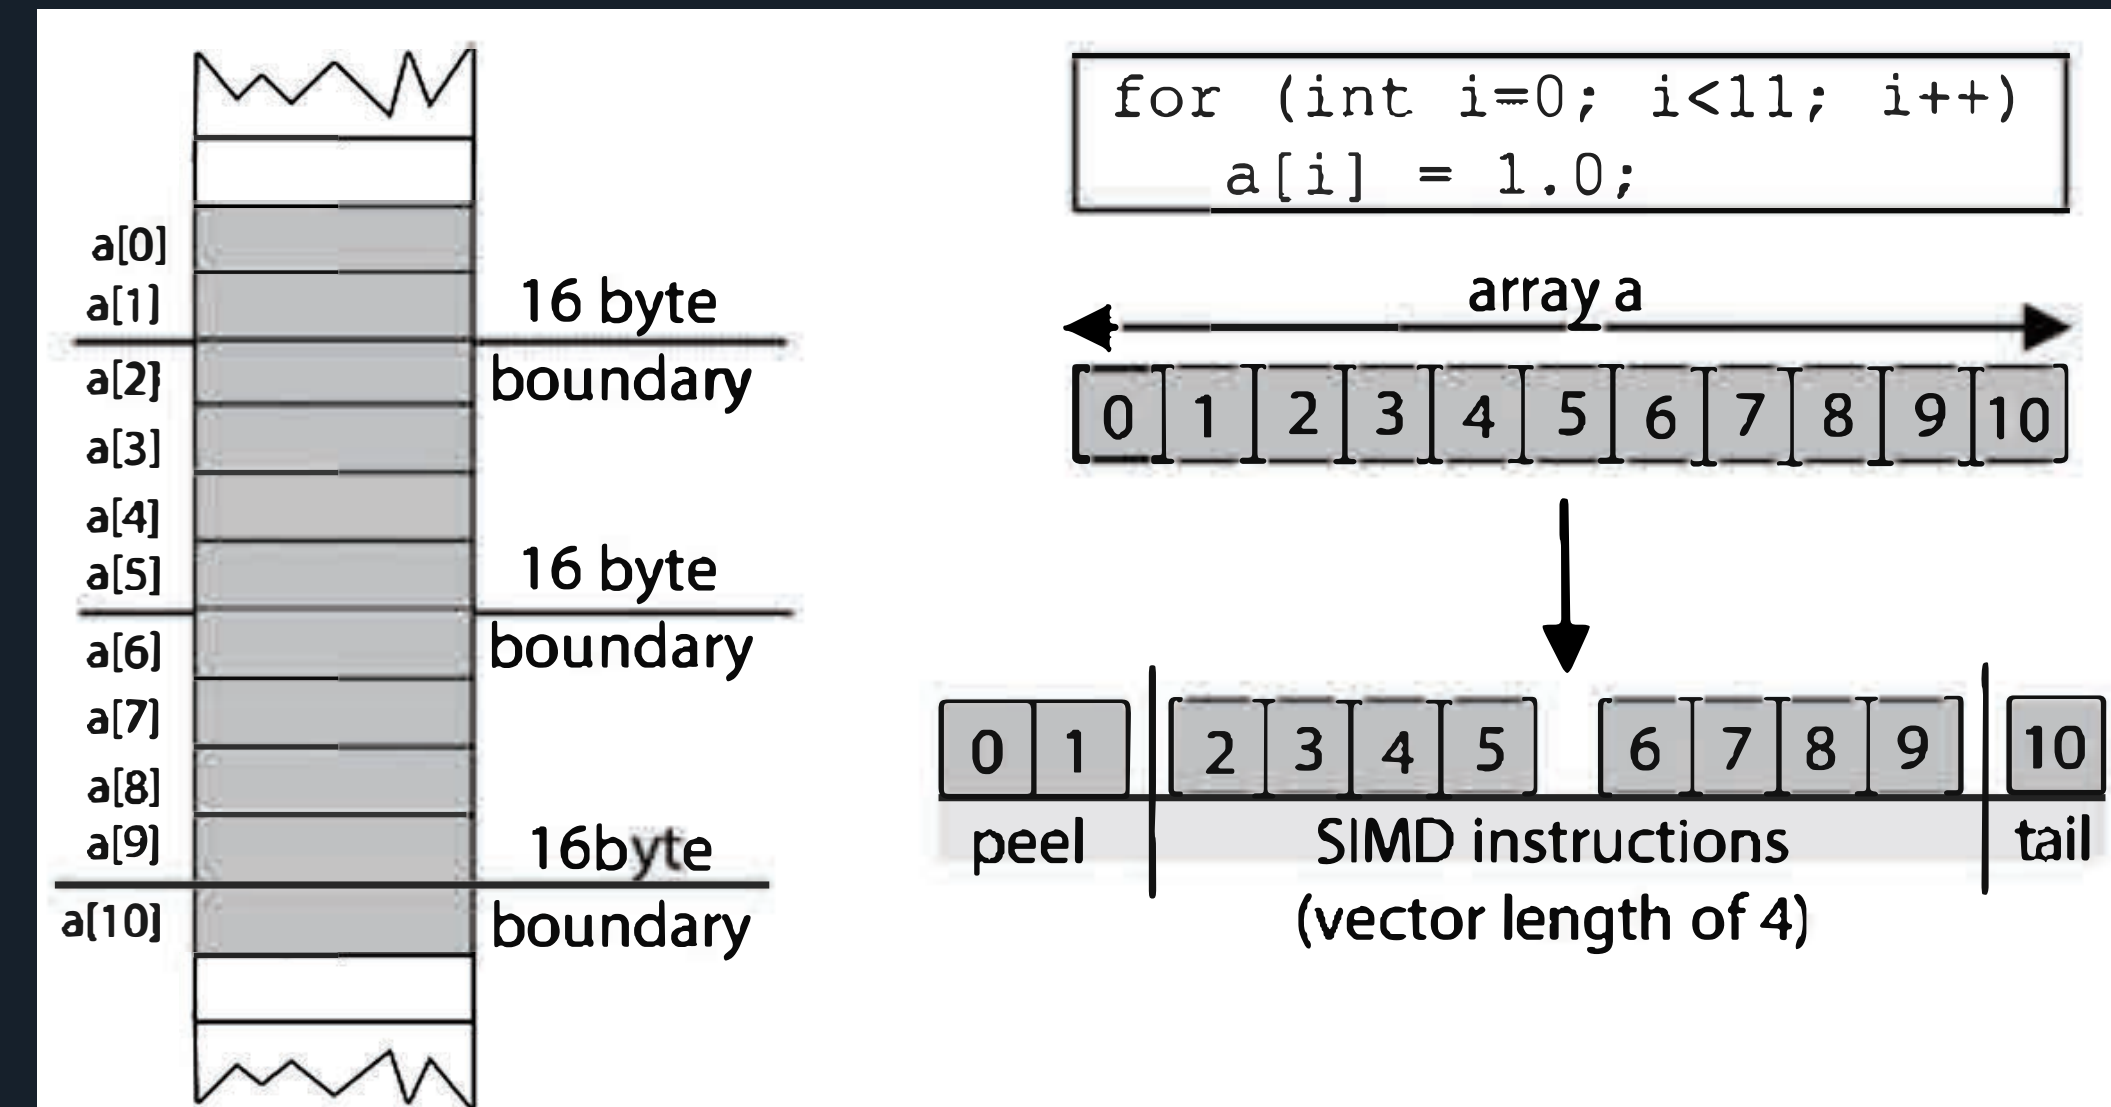 a[0]
a[1]
16 byte
boundary
a[2]
a[3]
a[4]
a[5]
16 byte
boundary
a[6]
a[7]
a[8]
a[9]
16byte
boundary
a[10]
for (int i=0; i<11; i++)
a[i] = 1.0;
array a
0 1 2 3 4 5 6 7 8 9 10
0 1 2 3 4 5 6 7 8 9 10
peel SIMD instructions tail
(vector length of 4)